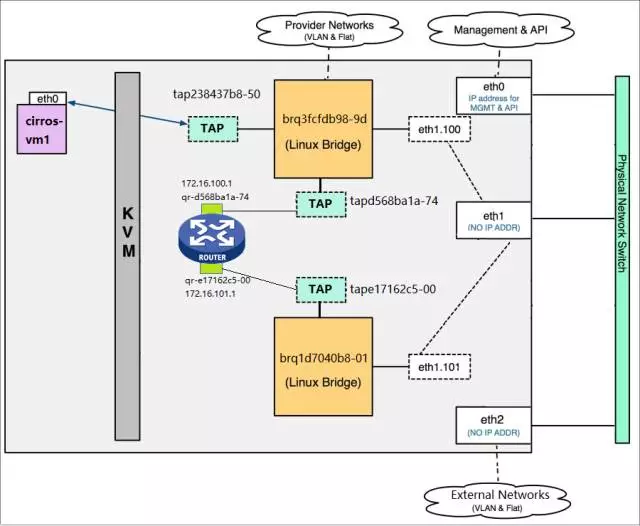 Provider Networks
(VLAN & Flat)
Management & API
eth0
cirros-
vm1
tap238437b8-50
TAP
brq3fcfdb98-9d
(Linux Bridge)
eth1.100
eth0
IP address for
MGMT & API
172.16.100.1
qr-d568ba1a-74
TAP
tapd568ba1a-74
KVM
ROUTER
eth1
(NO IP ADDR)
Physical Network Switch
qr-e17162c5-00
172.16.101.1
TAP
tape17162c5-00
brq1d7040b8-01
(Linux Bridge)
eth1.101
eth2
(NO IP ADDR)
External Networks
(VLAN & Flat)